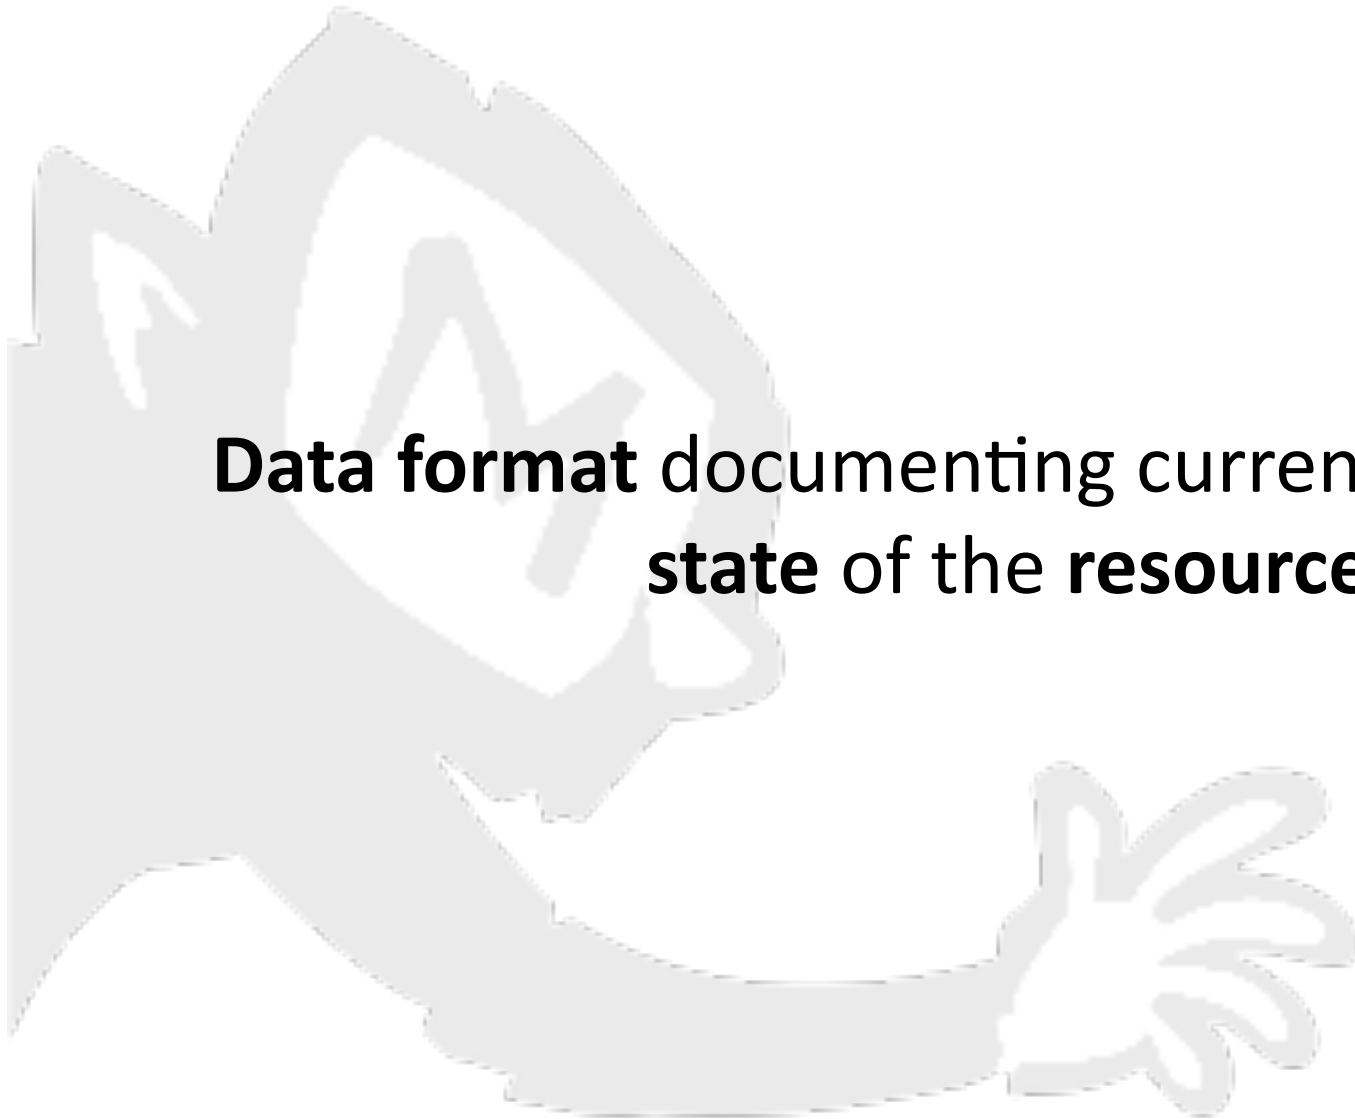 Data format documenting curren
state of the resource